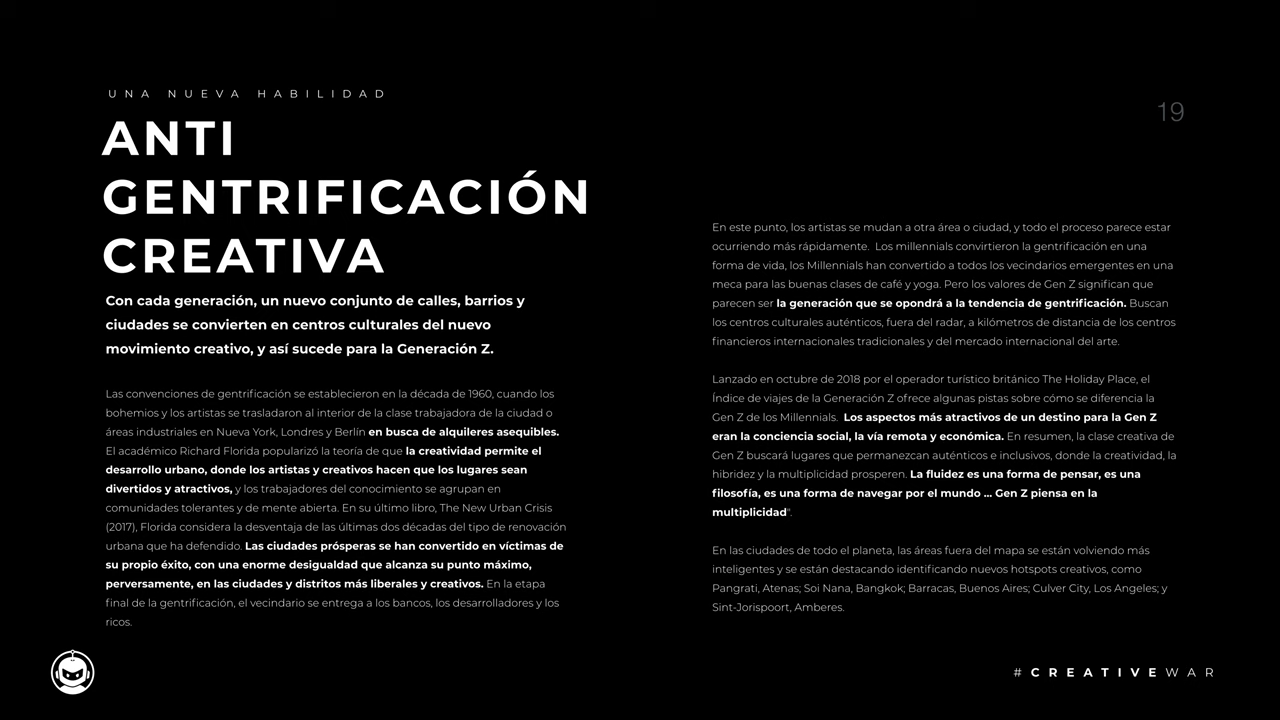 UNA NUEVA HABILIDAD
19
ANTI
GENTRIFICACIÓN
CREATIVA
Con cada generación, un nuevo conjunto de calles, barrios y
ciudades se convierten en centros culturales del nuevo
movimiento creativo, y así sucede para la Generación Z.
Las convenciones de gentrificación se establecieron en la década de 1960, cuando los
bohemios y los artistas se trasladaron al interior de la clase trabajadora de la ciudad o
áreas industriales en Nueva York, Londres y Berlín en busca de alquileres asequibles.
El académico Richard Florida popularizó la teoría de que la creatividad permite el
desarrollo urbano, donde los artistas y creativos hacen que los lugares sean
divertidos y atractivos, y los trabajadores del conocimiento se agrupan en
comunidades tolerantes y de mente abierta. En su último libro, The New Urban Crisis
(2017), Florida considera la desventaja de las últimas dos décadas del tipo de renovación
urbana que ha defendido. Las ciudades prósperas se han convertido en víctimas de
su propio éxito, con una enorme desigualdad que alcanza su punto máximo,
perversamente, en las ciudades y distritos más liberales y creativos. En la etapa
final de la gentrificación, el vecindario se entrega a los bancos, los desarrolladores y los
ricos.
En este punto, los artistas se mudan a otra área o ciudad, y todo el proceso parece estar
ocurriendo más rápidamente. Los millennials convirtieron la gentrificación en una
forma de vida, los Millennials han convertido a todos los vecindarios emergentes en una
meca para las buenas clases de café y yoga. Pero los valores de Gen Z significan que
parecen ser la generación que se opondrá a la tendencia de gentrificación. Buscan
los centros culturales auténticos, fuera del radar, a kilómetros de distancia de los centros
financieros internacionales tradicionales y del mercado internacional del arte.
Lanzado en octubre de 2018 por el operador turístico británico The Holiday Place, el
Índice de viajes de la Generación Z ofrece algunas pistas sobre cómo se diferencia la
Gen Z de los Millennials. Los aspectos más atractivos de un destino para la Gen Z
eran la conciencia social, la vía remota y económica. En resumen, la clase creativa de
Gen Z buscará lugares que permanezcan auténticos e inclusivos, donde la creatividad, la
hibridez y la multiplicidad prosperen. La fluidez es una forma de pensar, es una
filosofía, es una forma de navegar por el mundo ... Gen Z piensa en la
multiplicidad".
En las ciudades de todo el planeta, las áreas fuera del mapa se están volviendo más
inteligentes y se están destacando identificando nuevos hotspots creativos, como
Pangrati, Atenas; Soi Nana, Bangkok; Barracas, Buenos Aires; Culver City, Los Angeles; y
Sint-Jorispoort, Amberes.
#CREATIVEWAR